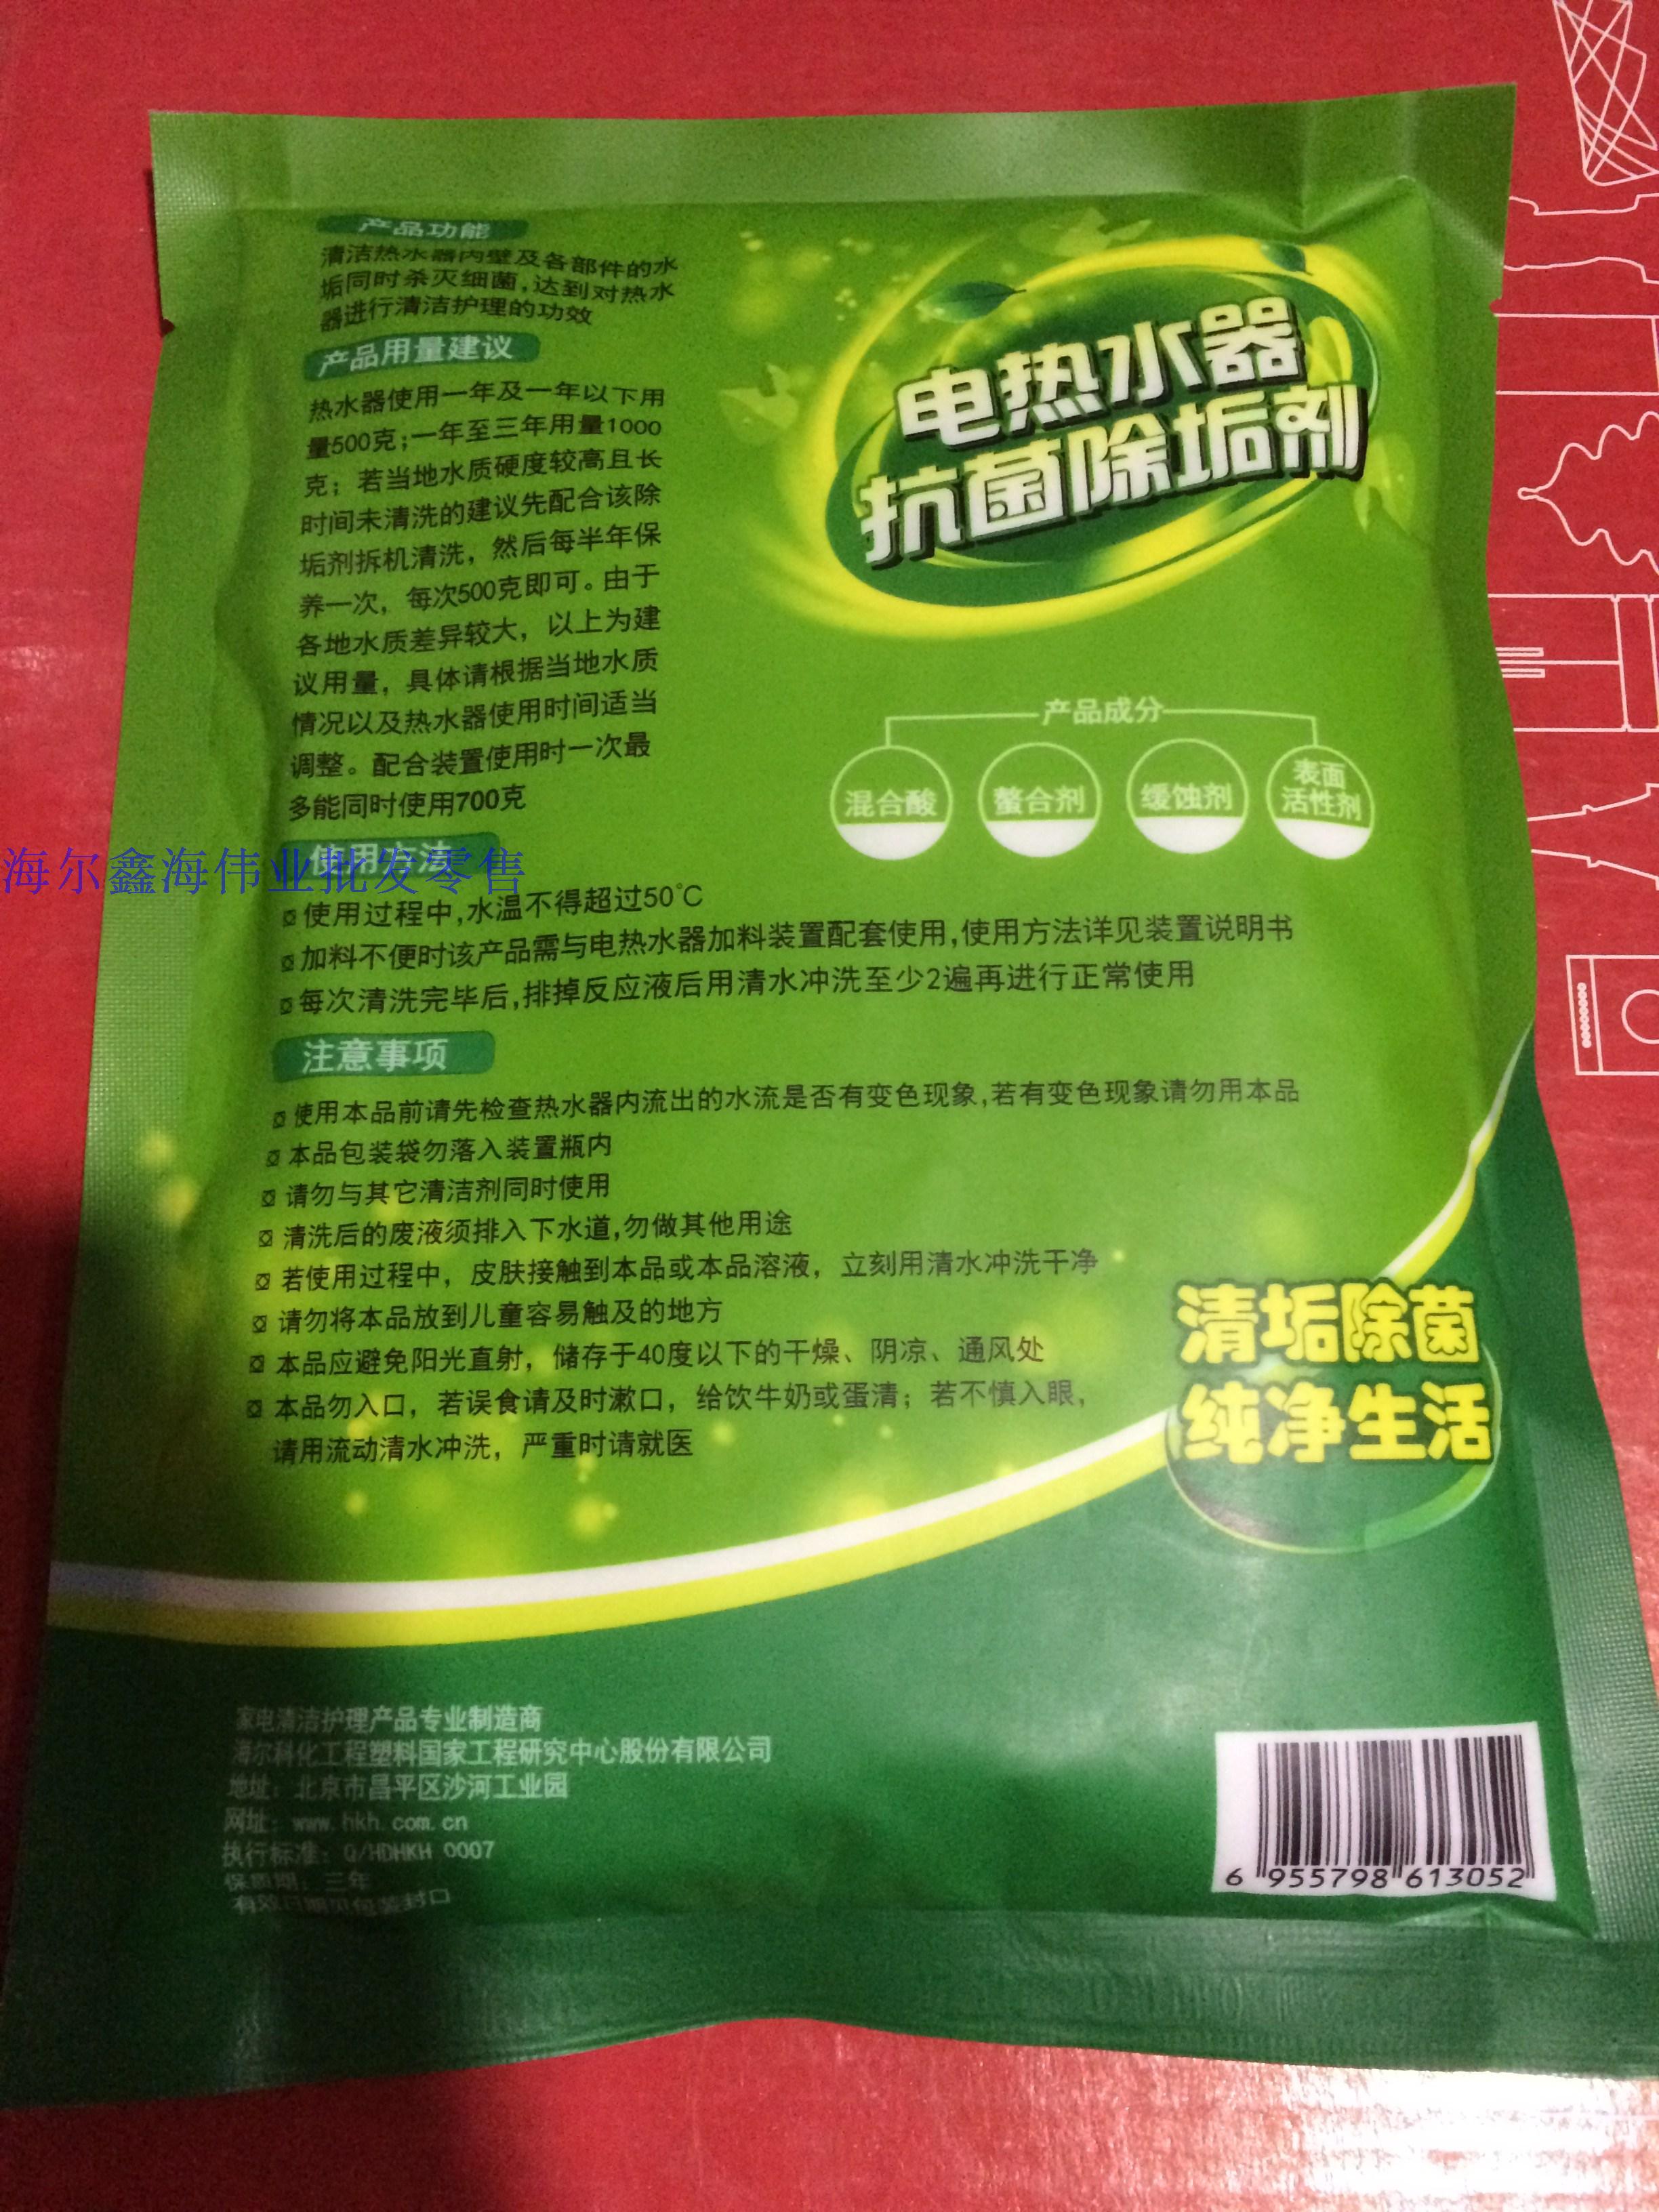 产品功能
清洁热水器内壁及各部件的水
垢同时杀灭细菌,达到对热水
器进行清洁护理的功效
产品用量建议
热水器使用一年及一年以下用
量500克;一年至三年用量1000
克；若当地水质硬度较高且长
时间未清洗的建议先配合该除
垢剂拆机清洗，然后每半年保
养一次，每次500克即可。由于
各地水质差异较大，以上为建
议用量，具体请根据当地水质
情况以及热水器使用时间适当
调整。配合装置使用时一次最
多能同时使用700克
电热水器
抗菌除垢剂
产品成分
混合酸
螯合剂
缓蚀剂
表面
活性剂
使用方法
海尔鑫海伟业批发零售
使用过程中,水温不得超过50℃
加料不便时该产品需与电热水器加料装置配套使用,使用方法详见装置说明书
每次清洗完毕后,排掉反应液后用清水冲洗至少2遍再进行正常使用
注意事项
使用本品前请先检查热水器内流出的水流是否有变色现象,若有变色现象请勿用本品
本品包装袋勿落入装置瓶内
请勿与其它清洁剂同时使用
清洗后的废液须排入下水道,勿做其他用途
若使用过程中，皮肤接触到本品或本品溶液，立刻用清水冲洗干净
请勿将本品放到儿童容易触及的地方
本品应避免阳光直射，储存于40度以下的干燥、阴凉、通风处
本品勿入口，若误食请及时漱口，给饮牛奶或蛋清；若不慎入眼，
请用流动清水冲洗，严重时请就医
清垢除菌
纯净生活
家电清洁护理产品专业制造商
海尔科化工程塑料国家工程研究中心股份有限公司
地址：北京市昌平区沙河工业园
网址：www.hkh.com.cn
执行标准：Q/HDHKH 0007
保质期：三年
有效日期见包装封口
6 955798 613052